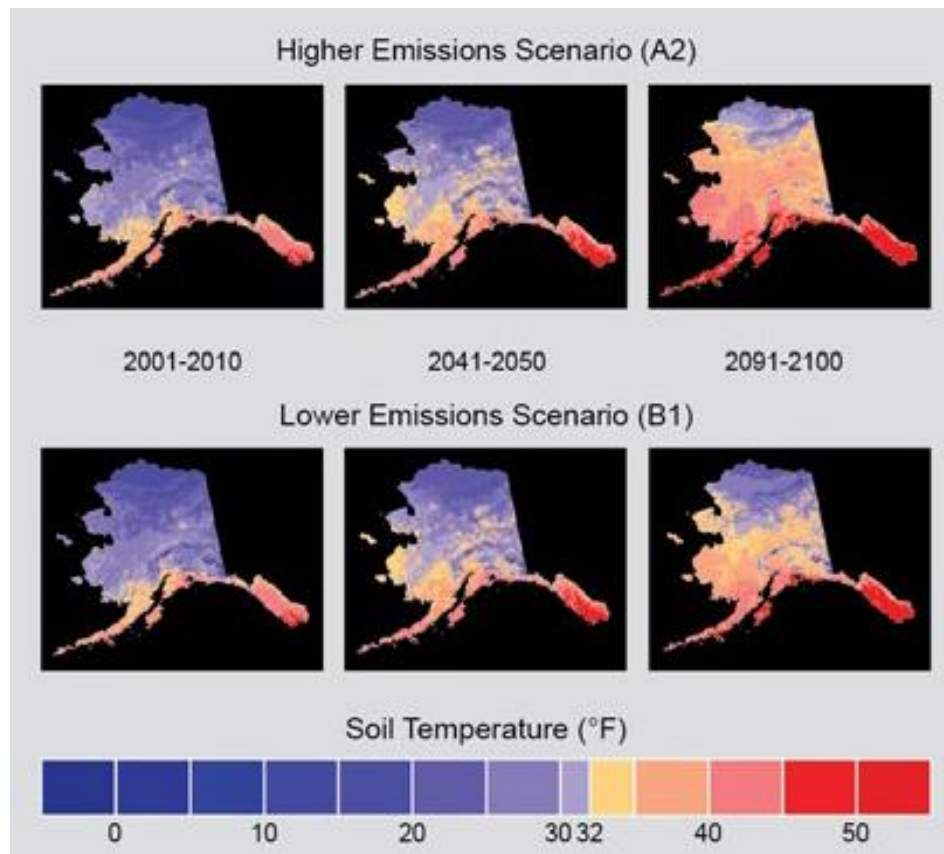 Higher Emissions Scenario (A2)
2001-2010 2041-2050 2091-2100
Lower Emissions Scenario (B1)
Soil Temperature (°F)
0 10 20 30 32 40 50